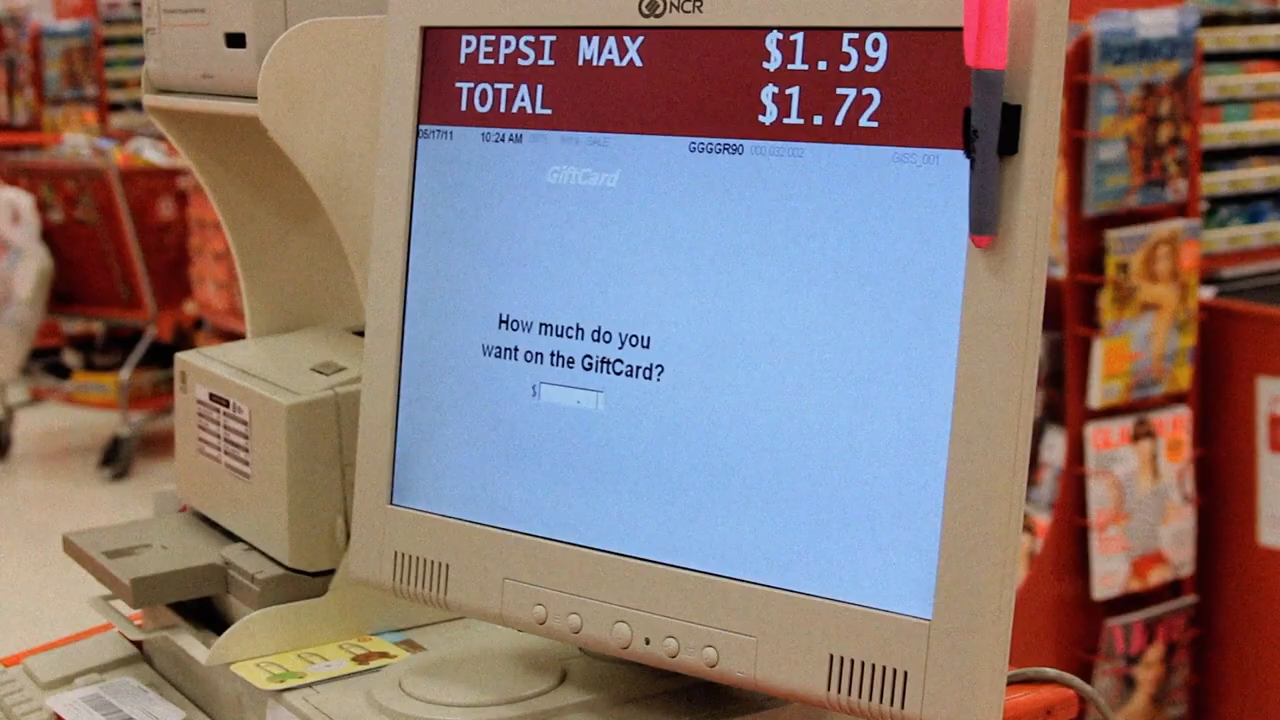 NCR
PEPSI MAX $1.59
TOTAL $1.72
05/17/11 10:24 AM SALE GGGGR90
GiftCard
How much do you
want on the GiftCard?
$